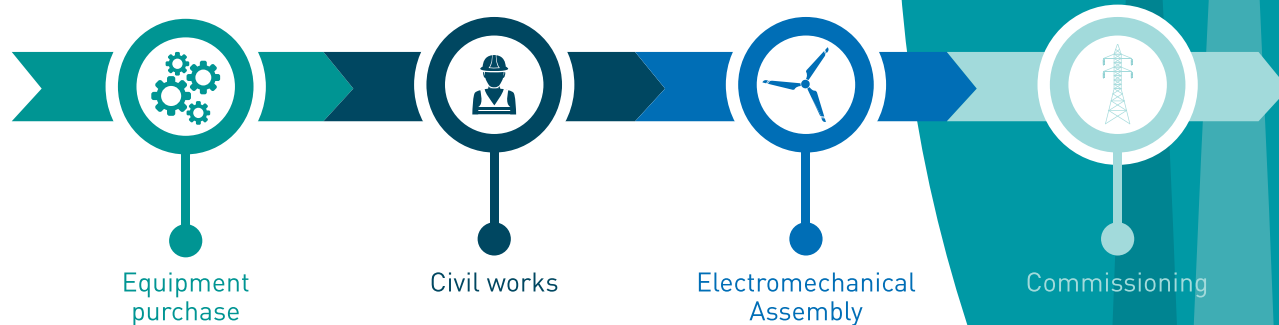 Equipment
purchase
Civil works
Electromechanical
Assembly
Commissioning